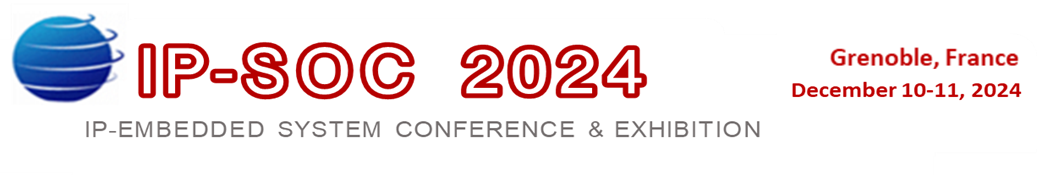 IP-SOC 2024
IP-EMBEDDED SYSTEM CONFERENCE & EXHIBITION
Grenoble, France
December 10-11, 2024